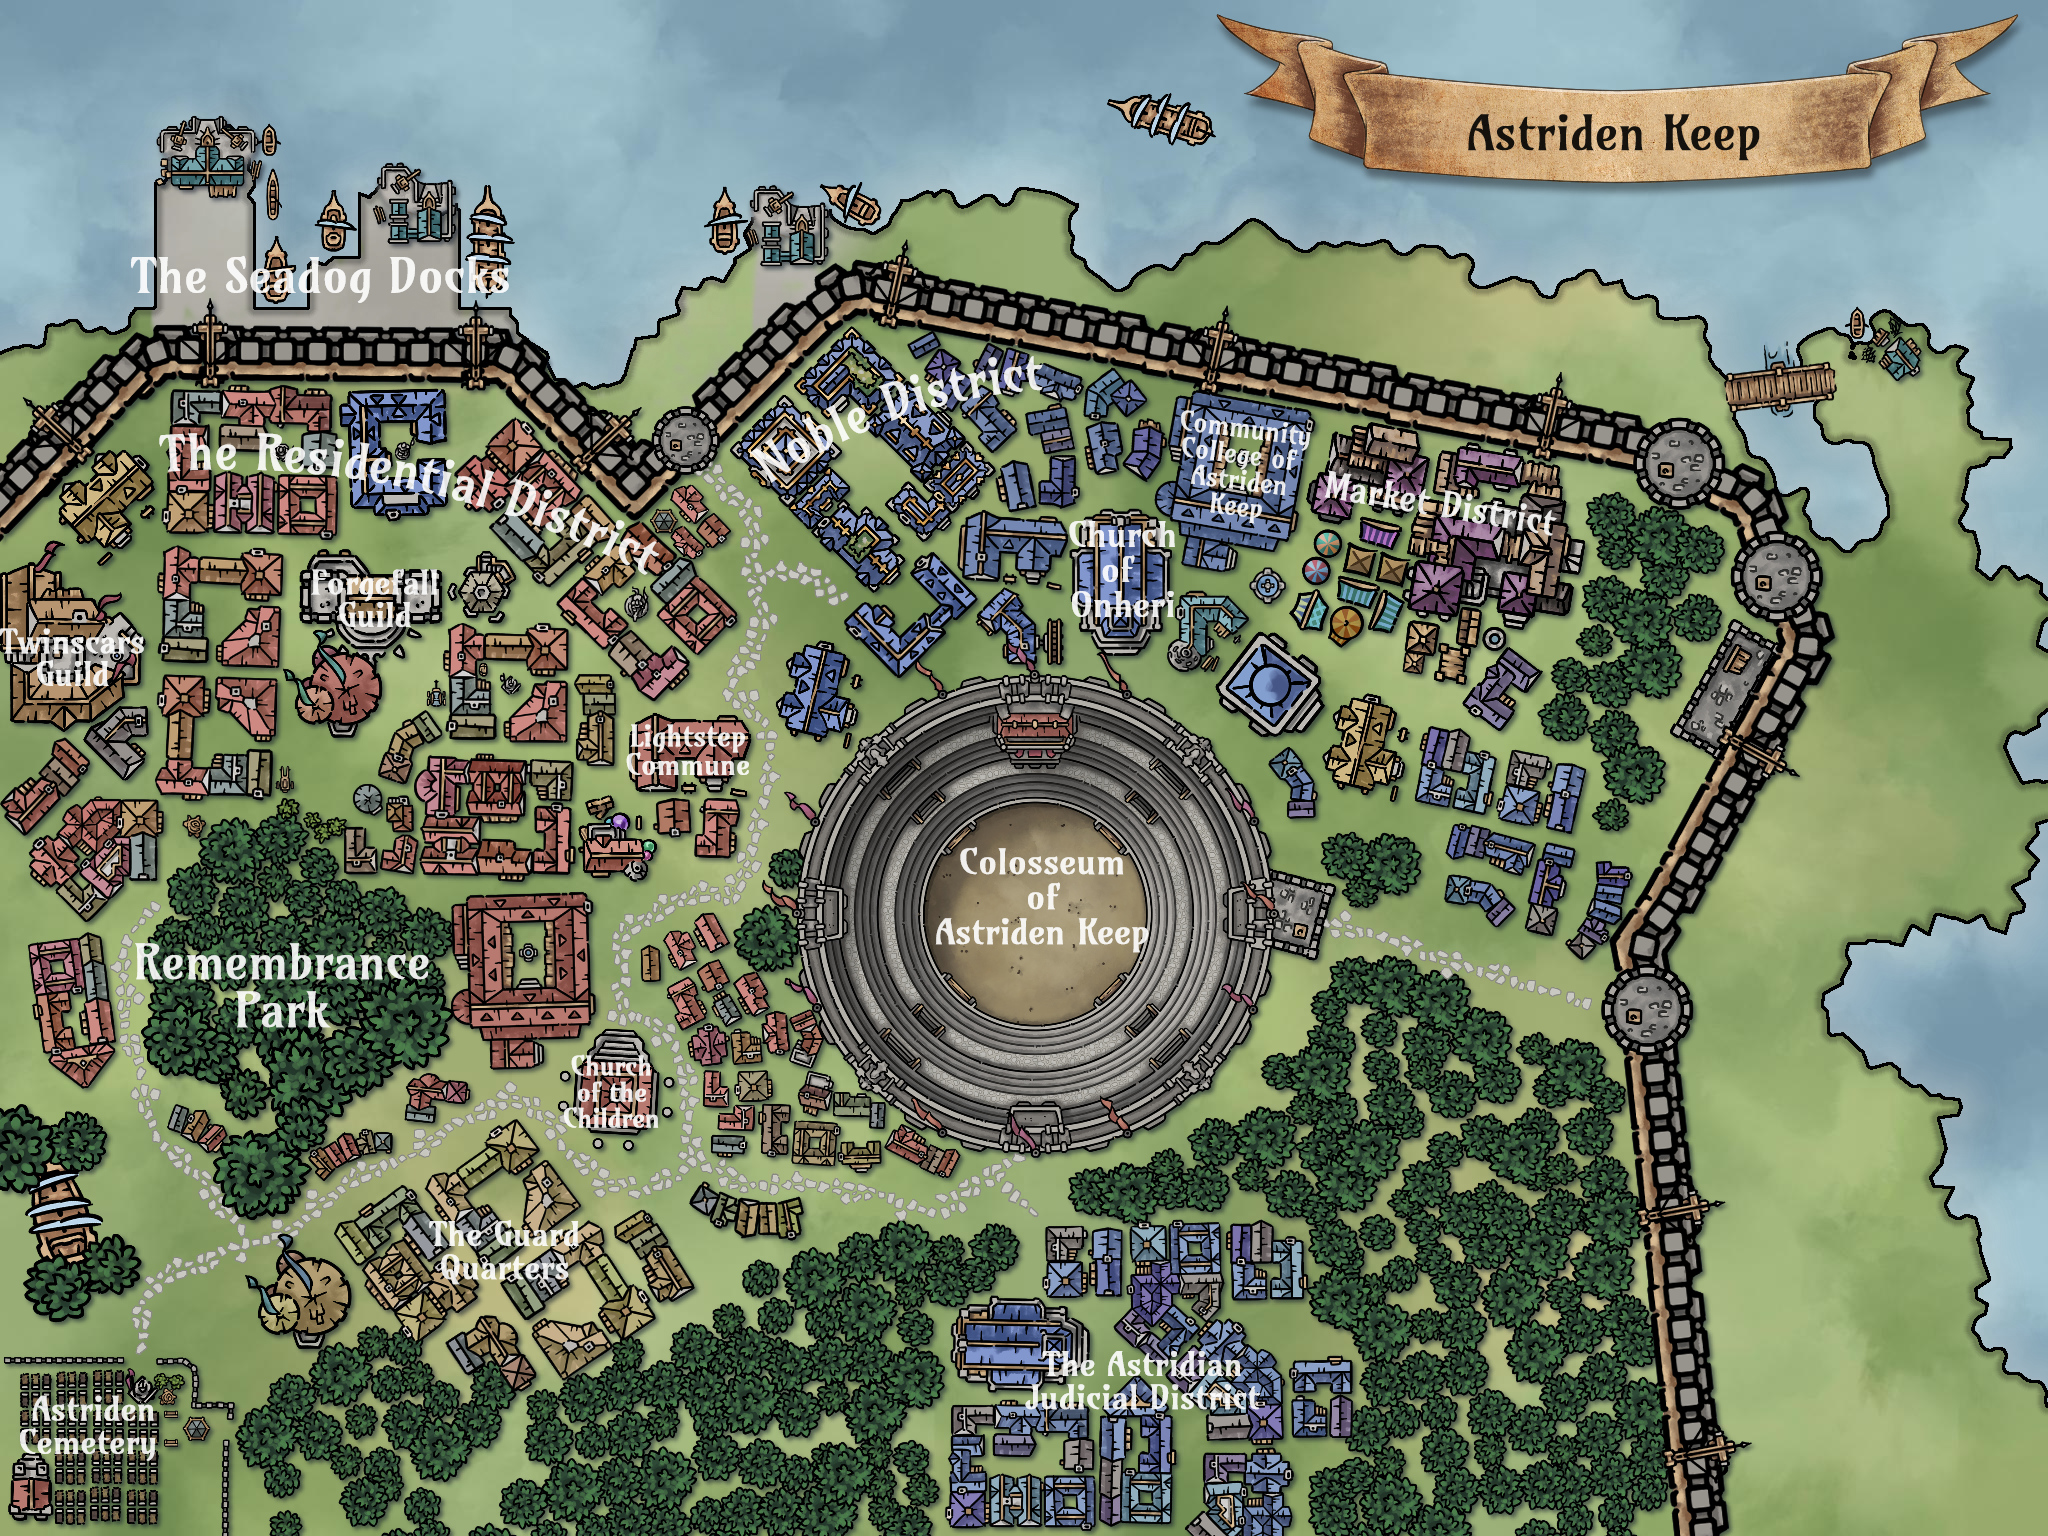 Astriden Keep
The Seadog Docks
Noble District
Community
College of
Astriden
Keep
The Residential District
Market District
Church
of
Onheri
Forgefall
Guild
Twinscars
Guild
Lightstep
Commune
Colosseum
of
Astriden Keep
Remembrance
Park
Church
of the
Children
The Guard
Quarters
The Astridian
Judicial District
Astriden
Cemetery